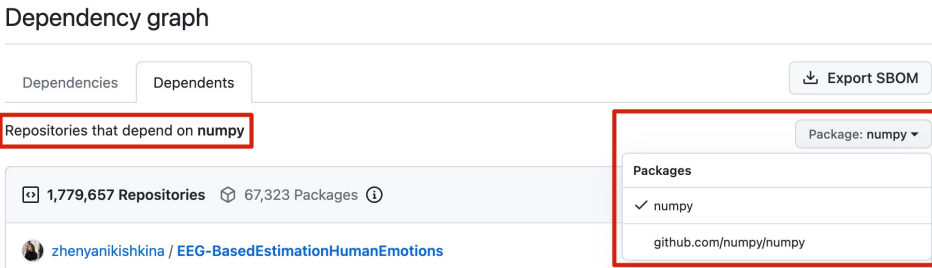 Dependency graph
Dependencies
Dependents
Export SBOM
Repositories that depend on numpy
Package: numpy
1,779,657 Repositories
67,323 Packages
zhenyanikishkina / EEG-BasedEstimationHumanEmotions
Packages
numpy
github.com/numpy/numpy